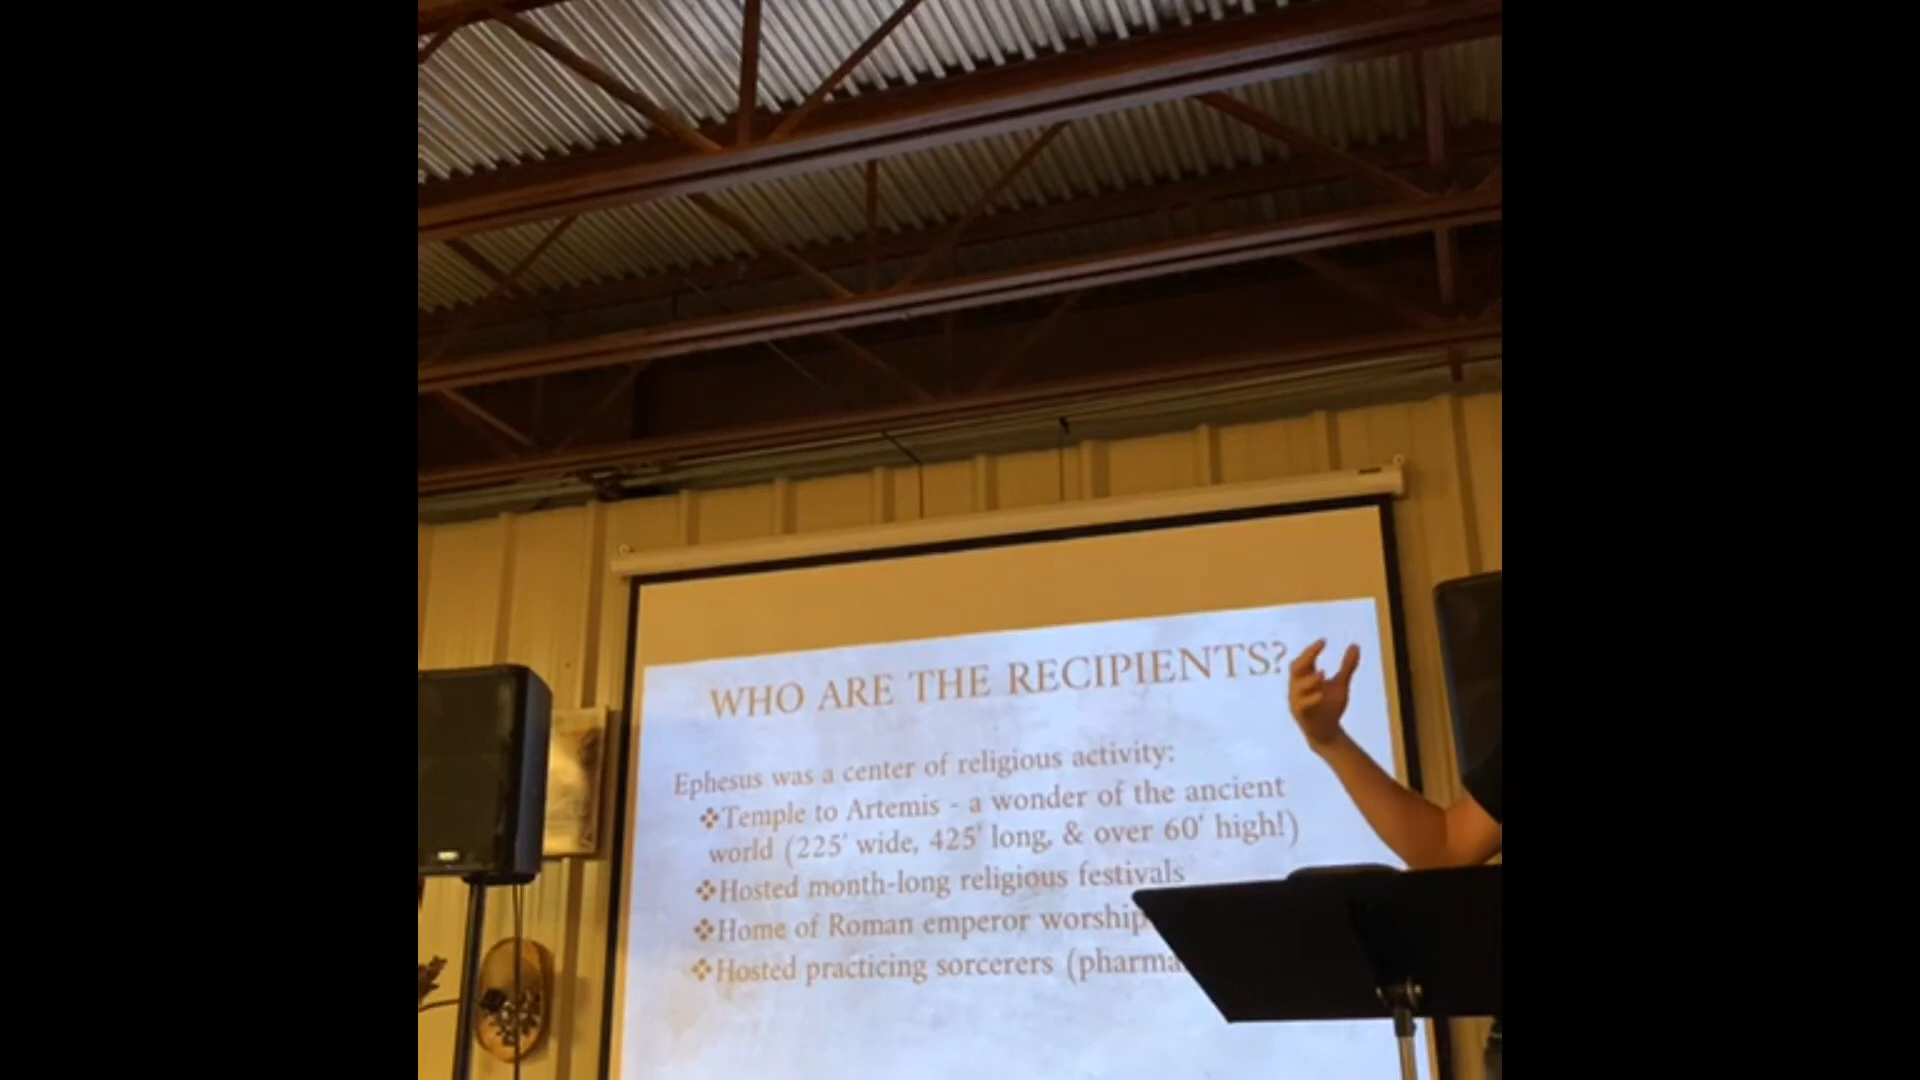 WHO ARE THE RECIPIENTS?
Ephesus was a center of religious activity:
❖Temple to Artemis - a wonder of the ancient
world (225' wide, 425' long, & over 60' high!)
❖Hosted month-long religious festivals
❖Home of Roman emperor worship
❖Hosted practicing sorcerers